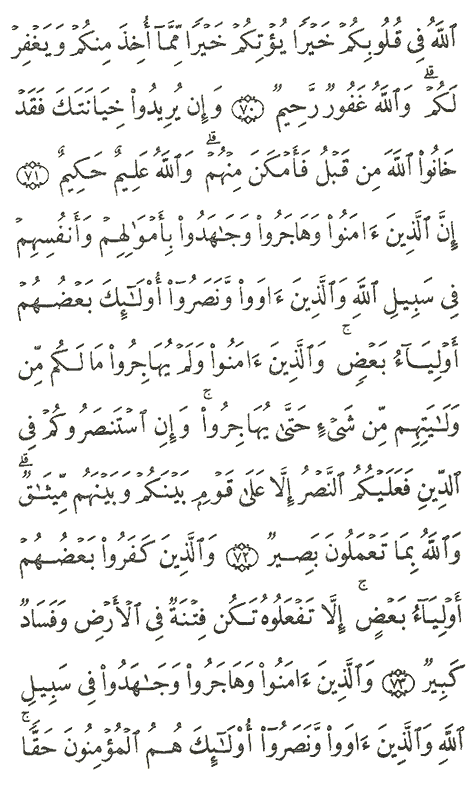 ٱللَّهُ فِى قُلُوبِكُمۡ خَيۡرٗا يُؤۡتِكُمۡ خَيۡرٗا مِّمَّآ أُخِذَ مِنكُمۡ وَيَغۡفِرۡ
لَكُمۡۗ وَٱللَّهُ غَفُورٞ رَّحِيمٞ ٧٠ وَإِن يُرِيدُواْ خِيَانَتَكَ فَقَدۡ
خَانُواْ ٱللَّهَ مِن قَبۡلُ فَأَمۡكَنَ مِنۡهُمۡۗ وَٱللَّهُ عَلِيمٌ حَكِيمٌ ٧١
إِنَّ ٱلَّذِينَ ءَامَنُواْ وَهَاجَرُواْ وَجَٰهَدُواْ بِأَمۡوَٰلِهِمۡ وَأَنفُسِهِمۡ
فِى سَبِيلِ ٱللَّهِ وَٱلَّذِينَ ءَاوَواْ وَّنَصَرُوٓاْ أُوْلَٰٓئِكَ بَعۡضُهُمۡ
أَوۡلِيَآءُ بَعۡضٖۚ وَٱلَّذِينَ ءَامَنُواْ وَلَمۡ يُهَاجِرُواْ مَا لَكُم مِّن
وَلَٰيَتِهِم مِّن شَىۡءٍ حَتَّىٰ يُهَاجِرُواْۚ وَإِنِ ٱسۡتَنصَرُوكُمۡ فِى
ٱلدِّينِ فَعَلَيۡكُمُ ٱلنَّصۡرُ إِلَّا عَلَىٰ قَوۡمِۭ بَيۡنَكُمۡ وَبَيۡنَهُم مِّيثَٰقٞۗ
وَٱللَّهُ بِمَا تَعۡمَلُونَ بَصِيرٞ ٧٢ وَٱلَّذِينَ كَفَرُواْ بَعۡضُهُمۡ
أَوۡلِيَآءُ بَعۡضٍۚ إِلَّا تَفۡعَلُوهُ تَكُن فِتۡنَةٞ فِى ٱلۡأَرۡضِ وَفَسَادٞ
كَبِيرٞ ٧٣ وَٱلَّذِينَ ءَامَنُواْ وَهَاجَرُواْ وَجَٰهَدُواْ فِى سَبِيلِ
ٱللَّهِ وَٱلَّذِينَ ءَاوَواْ وَّنَصَرُوٓاْ أُوْلَٰٓئِكَ هُمُ ٱلۡمُؤۡمِنُونَ حَقّٗاۚ